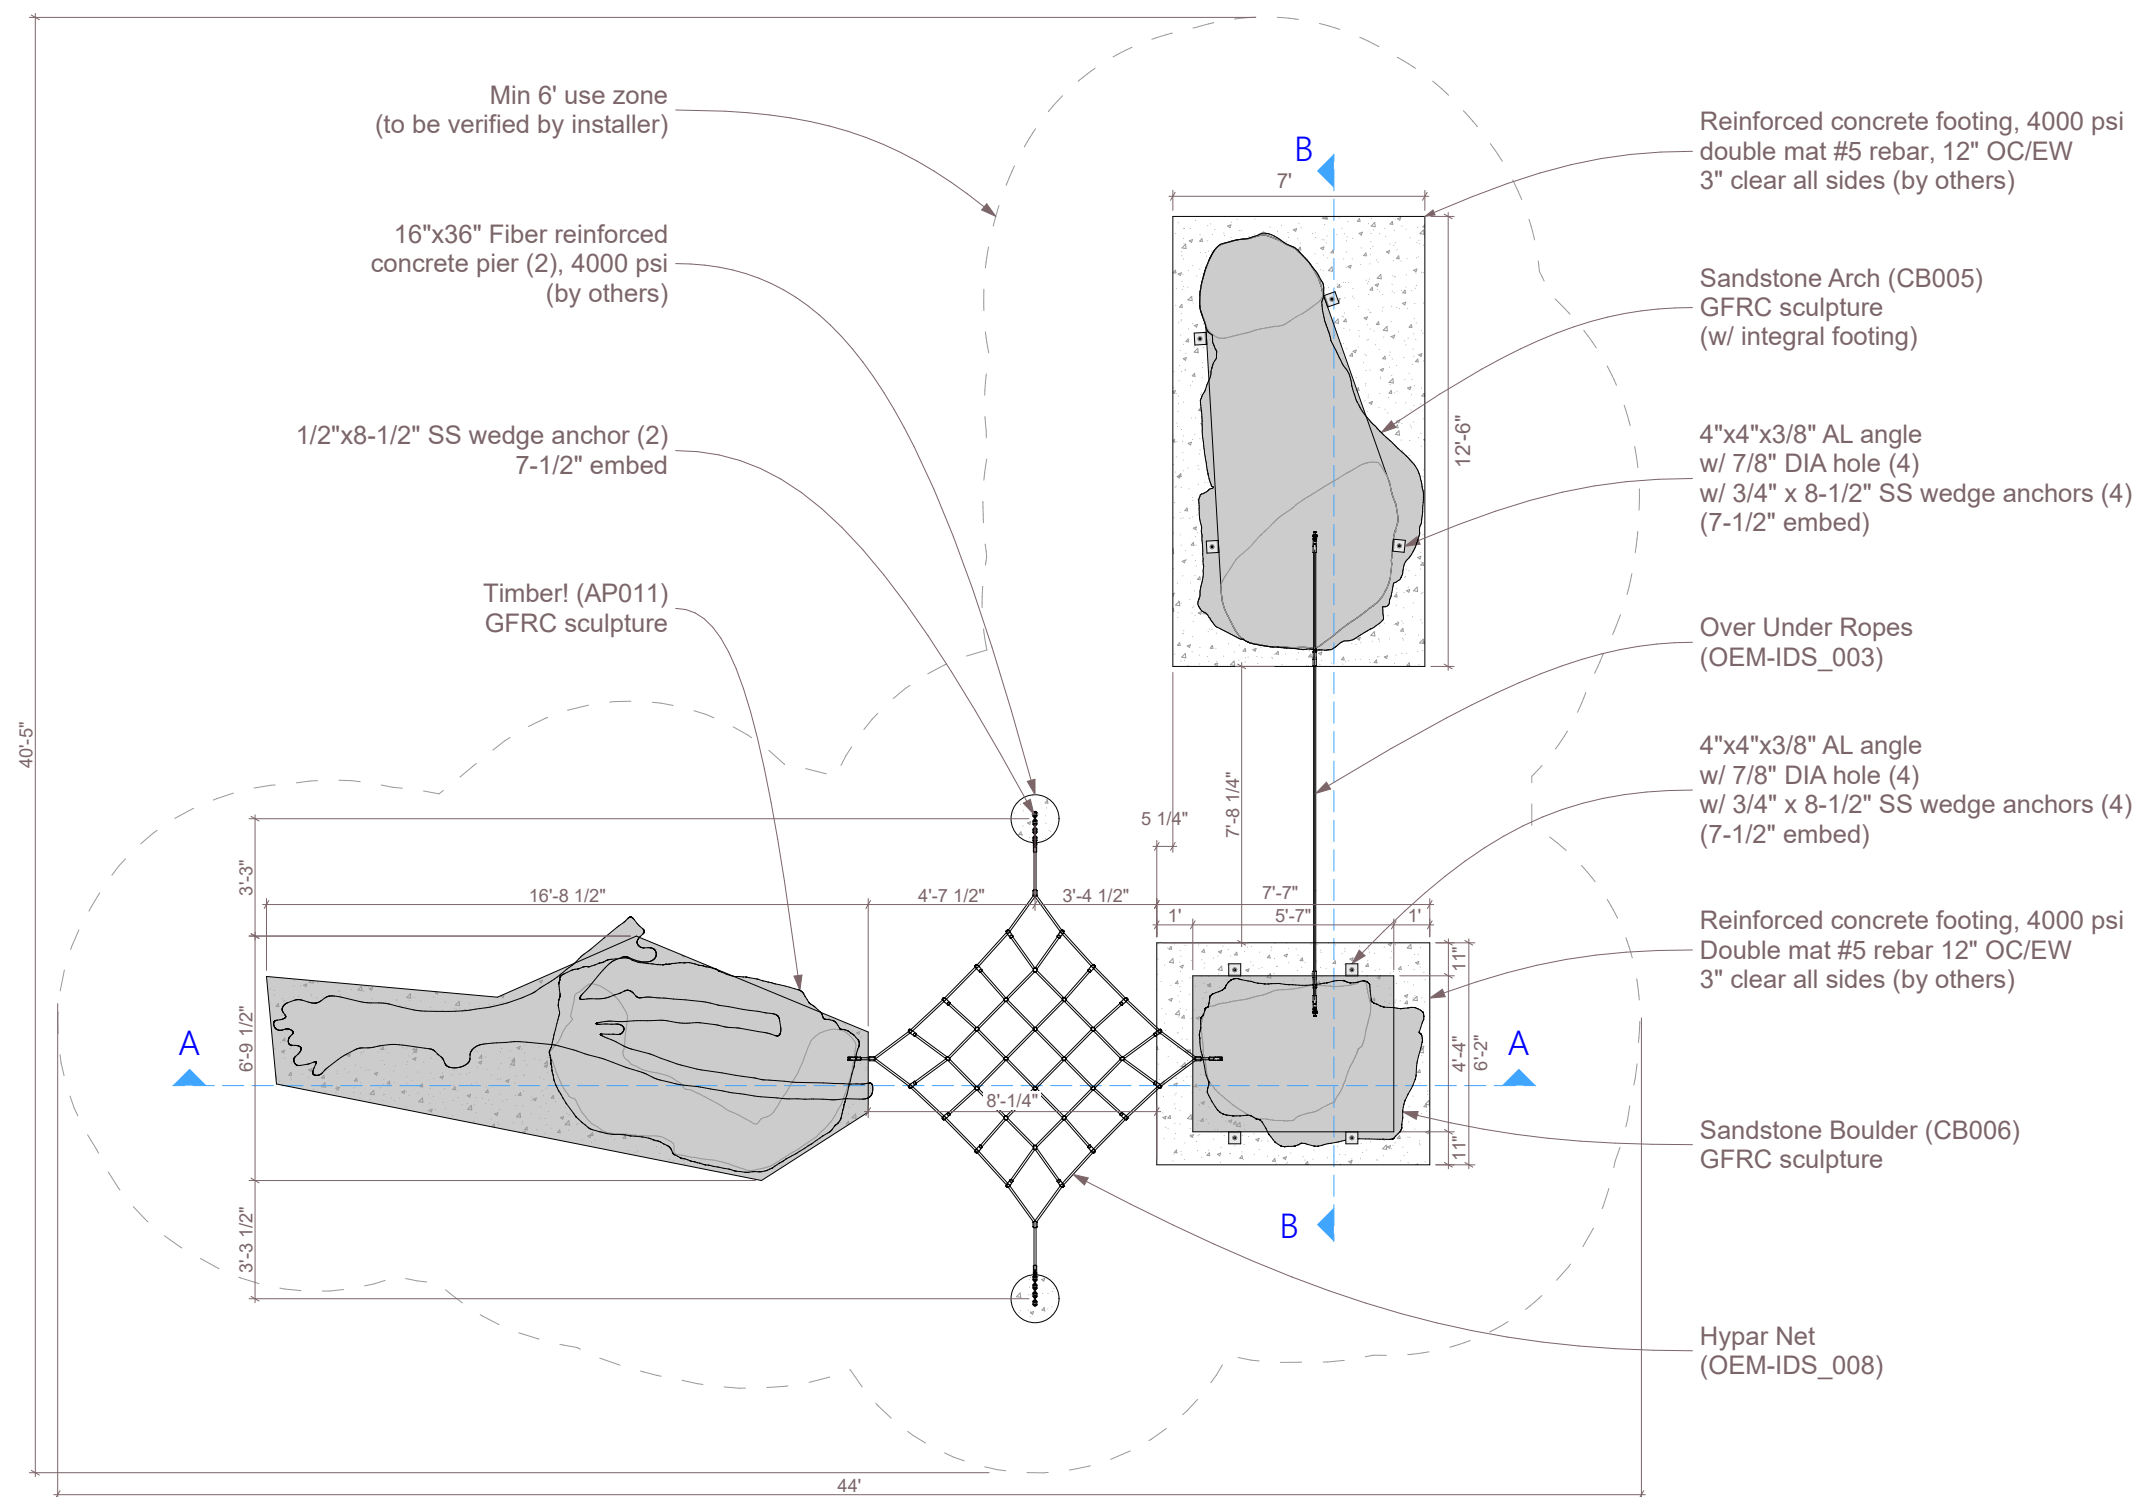 Min 6' use zone
(to be verified by installer)
16"x36" Fiber reinforced
concrete pier (2), 4000 psi
(by others)
1/2"x8-1/2" SS wedge anchor (2)
7-1/2" embed
Timber! (AP011)
GFRC sculpture
B
7'
Reinforced concrete footing, 4000 psi
double mat #5 rebar, 12" OC/EW
3" clear all sides (by others)
Sandstone Arch (CB005)
GFRC sculpture
(w/ integral footing)
12'-6"
4"x4"x3/8" AL angle
w/ 7/8" DIA hole (4)
w/ 3/4" x 8-1/2" SS wedge anchors (4)
(7-1/2" embed)
Over Under Ropes
(OEM-IDS_003)
4"x4"x3/8" AL angle
w/ 7/8" DIA hole (4)
w/ 3/4" x 8-1/2" SS wedge anchors (4)
(7-1/2" embed)
40'-5"
5 1/4"
7'-8 1/4"
3'-3"
16'-8 1/2"
4'-7 1/2"
3'-4 1/2"
7'-7"
1'
5'-7"
1'
Reinforced concrete footing, 4000 psi
Double mat #5 rebar 12" OC/EW
3" clear all sides (by others)
11"
A
6'-9 1/2"
4'-4"
6'-2"
A
8'-1/4"
11"
Sandstone Boulder (CB006)
GFRC sculpture
3'-3 1/2"
B
Hypar Net
(OEM-IDS_008)
44'